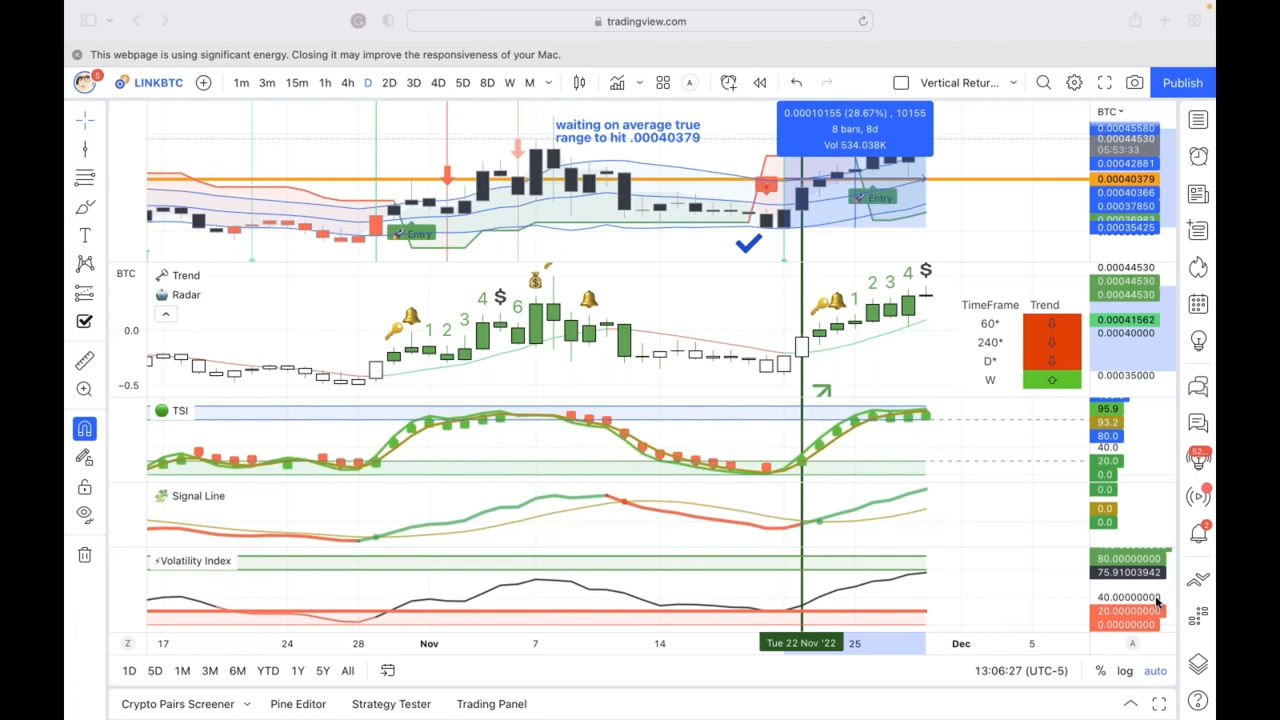 tradingview.com
This webpage is using significant energy. Closing it may improve the responsiveness of your Mac.
5
LINKBTC
1m 3m 15m 1h 4h D 2D 3D 4D 5D 8D W M
A
Vertical Retur...
Publish
waiting on average true
range to hit .00040379
0.00010155 (28.67%) , 10155
8 bars, 8d
Vol 534.038K
BTC
0.00045580
0.00044530
05:53:33
0.00042881
0.00040379
0.00040366
0.00037850
0.00036983
0.00035425
Entry
Entry
BTC
Trend
Radar
0.0
−0.5
1 2 3 4 $ 6
1 2 3 4 $
TimeFrame Trend
60*
240*
D*
W
0.00044530
0.00044530
0.00044530
0.00041562
0.00040000
0.00035000
TSI
95.9
93.2
80.0
40.0
20.0
0.0
Signal Line
0.0
0.0
0.0
⚡Volatility Index
80.00000000
75.91003942
40.00000000
20.00000000
0.00000000
52...
2
Z
17 24 28 Nov 7 14 Tue 22 Nov '22 25 Dec 5
A
1D 5D 1M 3M 6M YTD 1Y 5Y All
13:06:27 (UTC-5)
% log auto
Crypto Pairs Screener Pine Editor Strategy Tester Trading Panel